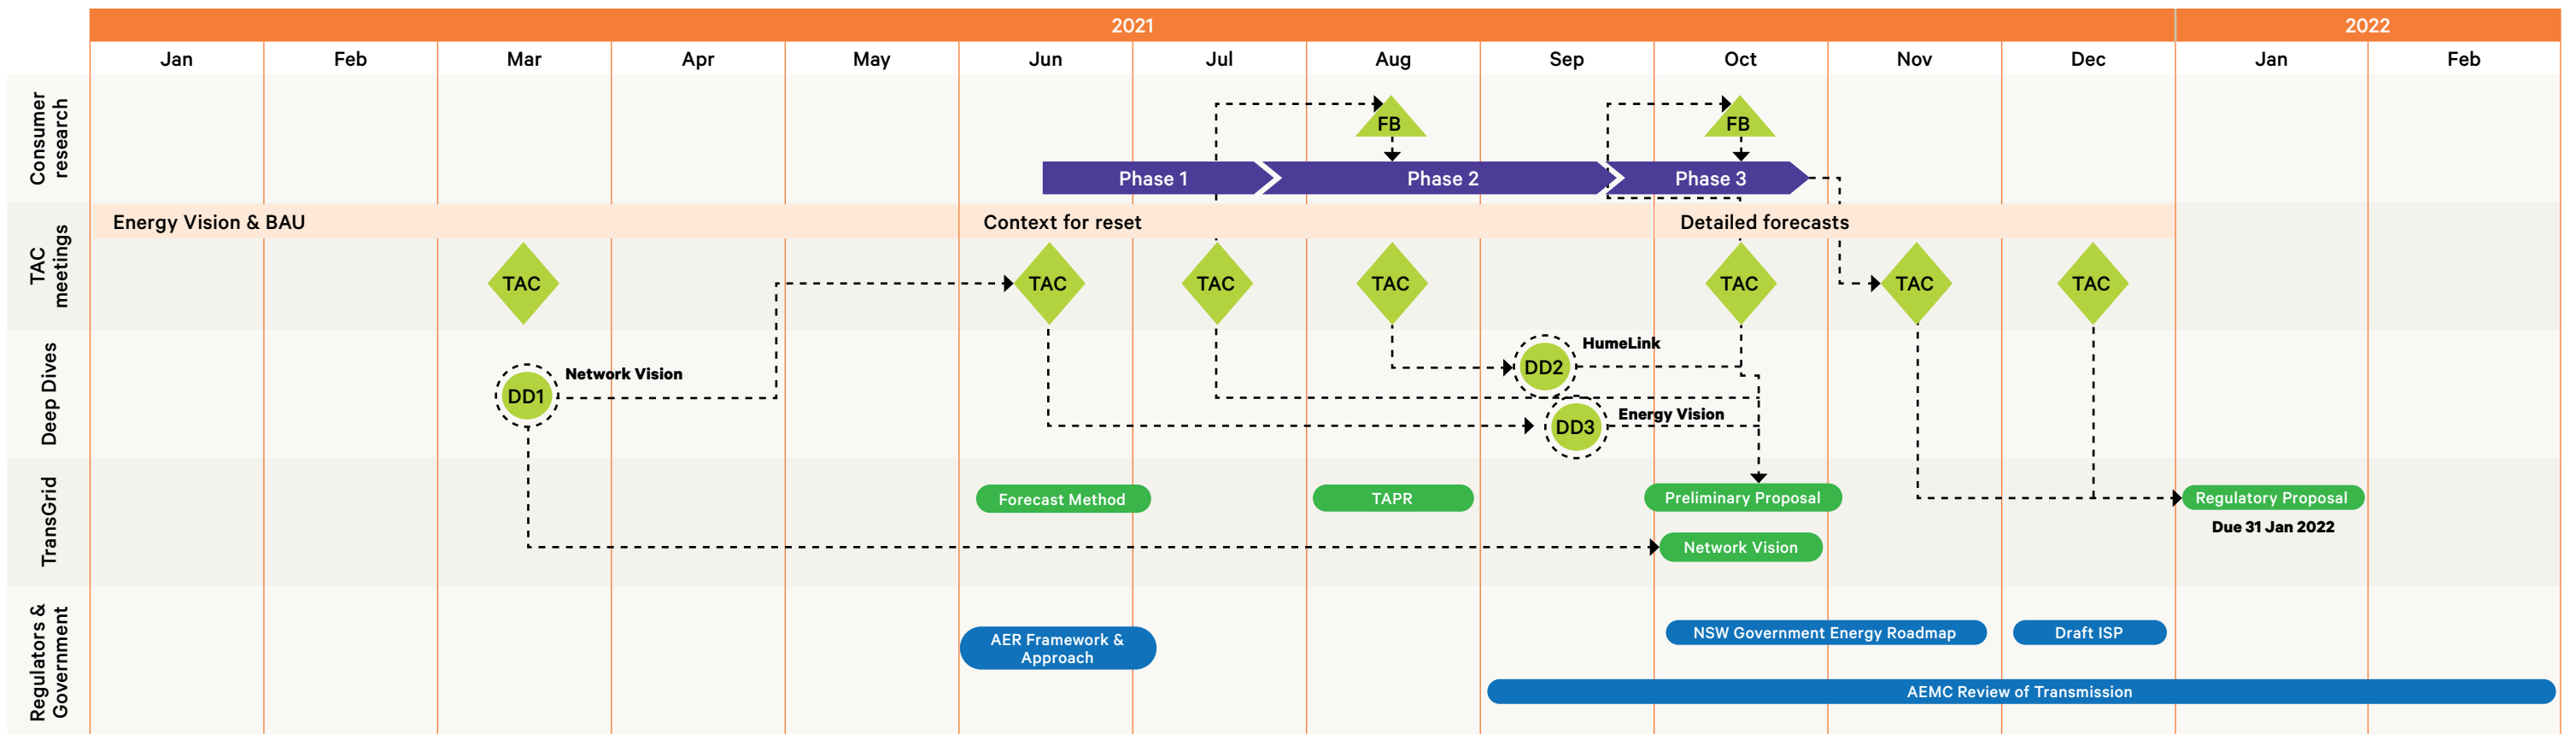 2021
2022
Jan
Feb
Mar
Apr
May
Jun
Jul
Aug
Sep
Oct
Nov
Dec
Jan
Feb
Consumer
research
FB
FB
Phase 1
Phase 2
Phase 3
TAC
meetings
Energy Vision & BAU
Context for reset
Detailed forecasts
TAC
TAC
TAC
TAC
TAC
TAC
TAC
Deep Dives
DD1
Network Vision
DD2
HumeLink
DD3
Energy Vision
TransGrid
Forecast Method
TAPR
Preliminary Proposal
Regulatory Proposal
Due 31 Jan 2022
Network Vision
Regulators &
Government
AER Framework &
Approach
NSW Government Energy Roadmap
Draft ISP
AEMC Review of Transmission